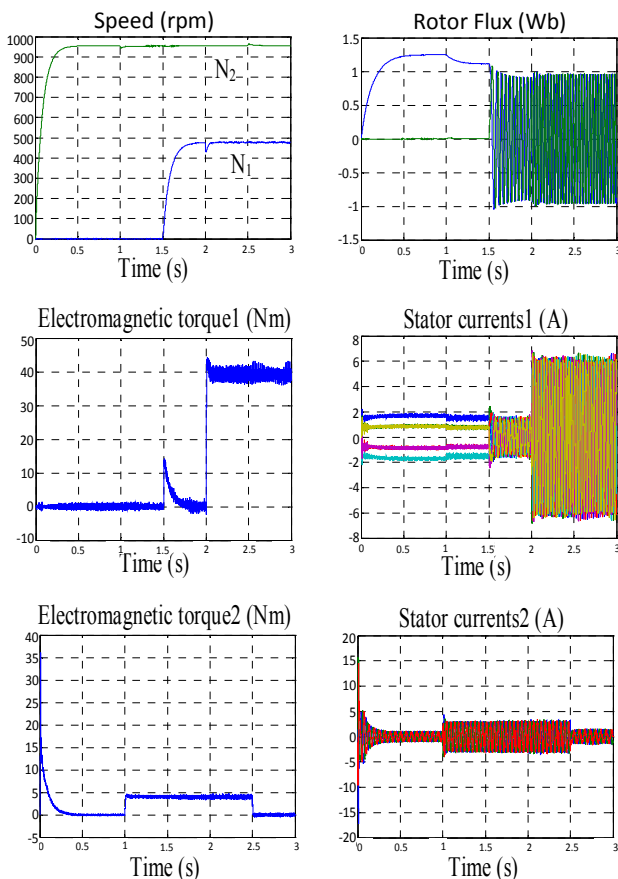 Speed (rpm)
1000
900
800
700
600
500
400
300
200
100
0
N₂
N
0 0.5 1 1.5 2 2.5 3
Time (s)
Rotor Flux (Wb)
1.5
1
0.5
0
-0.5
-1
-1.5
0 0.5 1 1.5 2 2.5 3
Time (s)
Electromagnetic torque1 (Nm)
50
40
30
20
10
0
-10
0 0.5 1 1.5 2 2.5 3
Time (s)
Stator currents1 (A)
8
6
4
2
0
-2
-4
-6
-8
0 0.5 1 1.5 2 2.5 3
Time (s)
Electromagnetic torque2 (Nm)
40
35
30
25
20
15
10
5
0
-5
0 0.5 1 1.5 2 2.5 3
Time (s)
Stator currents2 (A)
20
15
10
5
0
-5
-10
-15
-20
0 0.5 1 1.5 2 2.5 3
Time (s)